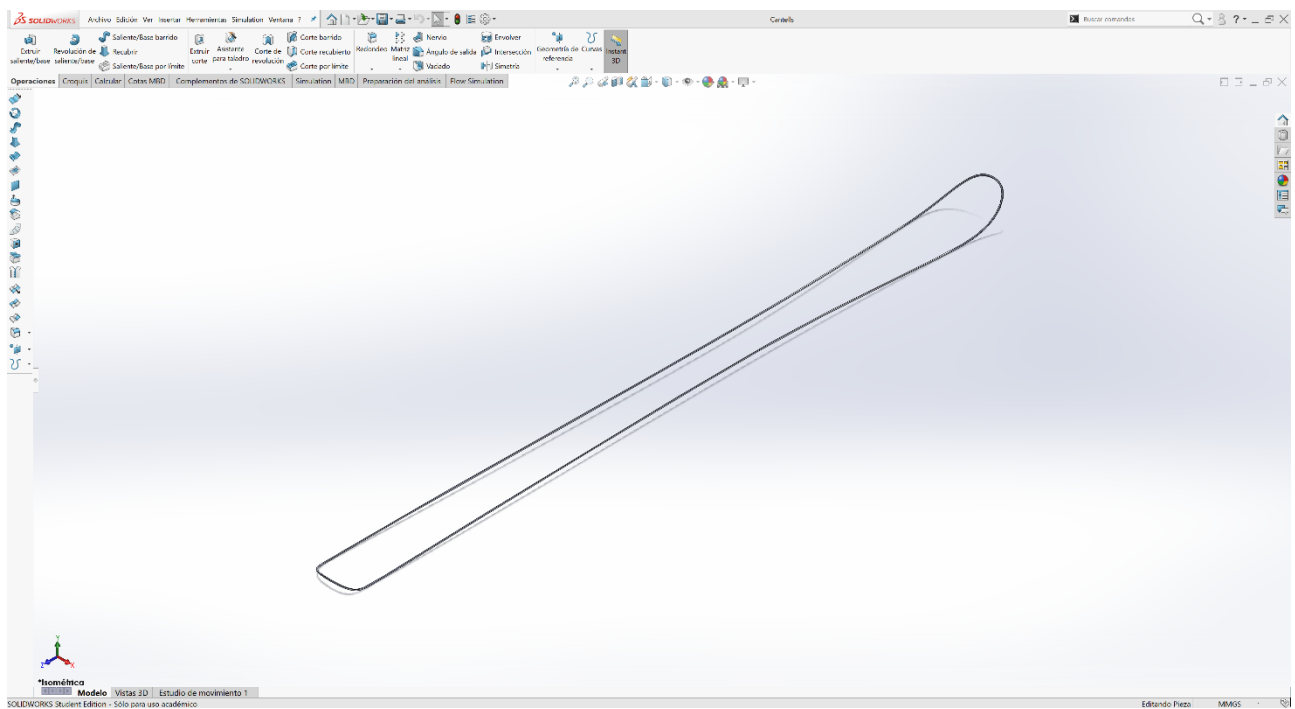 SOLIDWORKS Archivo Edición Ver Insertar Herramientas Simulation Ventana ? Cantells Buscar comandos ?
Extruir saliente/base
Revolución de saliente/base
Saliente/Base barrido
Recubrir
Saliente/Base por límite
Extruir corte
Asistente para taladro
Corte de revolución
Corte barrido
Corte recubierto
Corte por límite
Redondeo
Matriz lineal
Nervio
Ángulo de salida
Vaciado
Envolver
Intersección
Simetría
Geometría de referencia
Curvas
Instant 3D
Operaciones Croquis Calcular Cotas MBD Complementos de SOLIDWORKS Simulation MBD Preparación del análisis Flow Simulation
Y
Z X
*Isométrica
Modelo Vistas 3D Estudio de movimiento 1
SOLIDWORKS Student Edition - Sólo para uso académico Editando Pieza MMGS